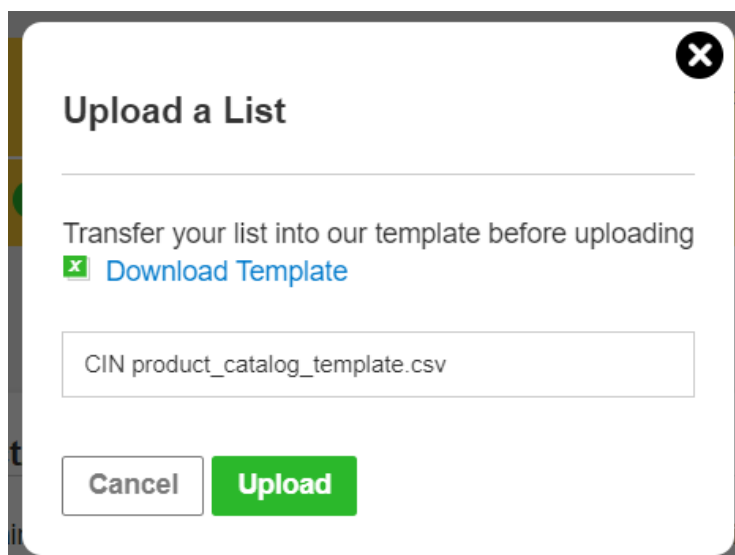 Upload a List
Transfer your list into our template before uploading
Download Template
CIN product_catalog_template.csv
Cancel
Upload